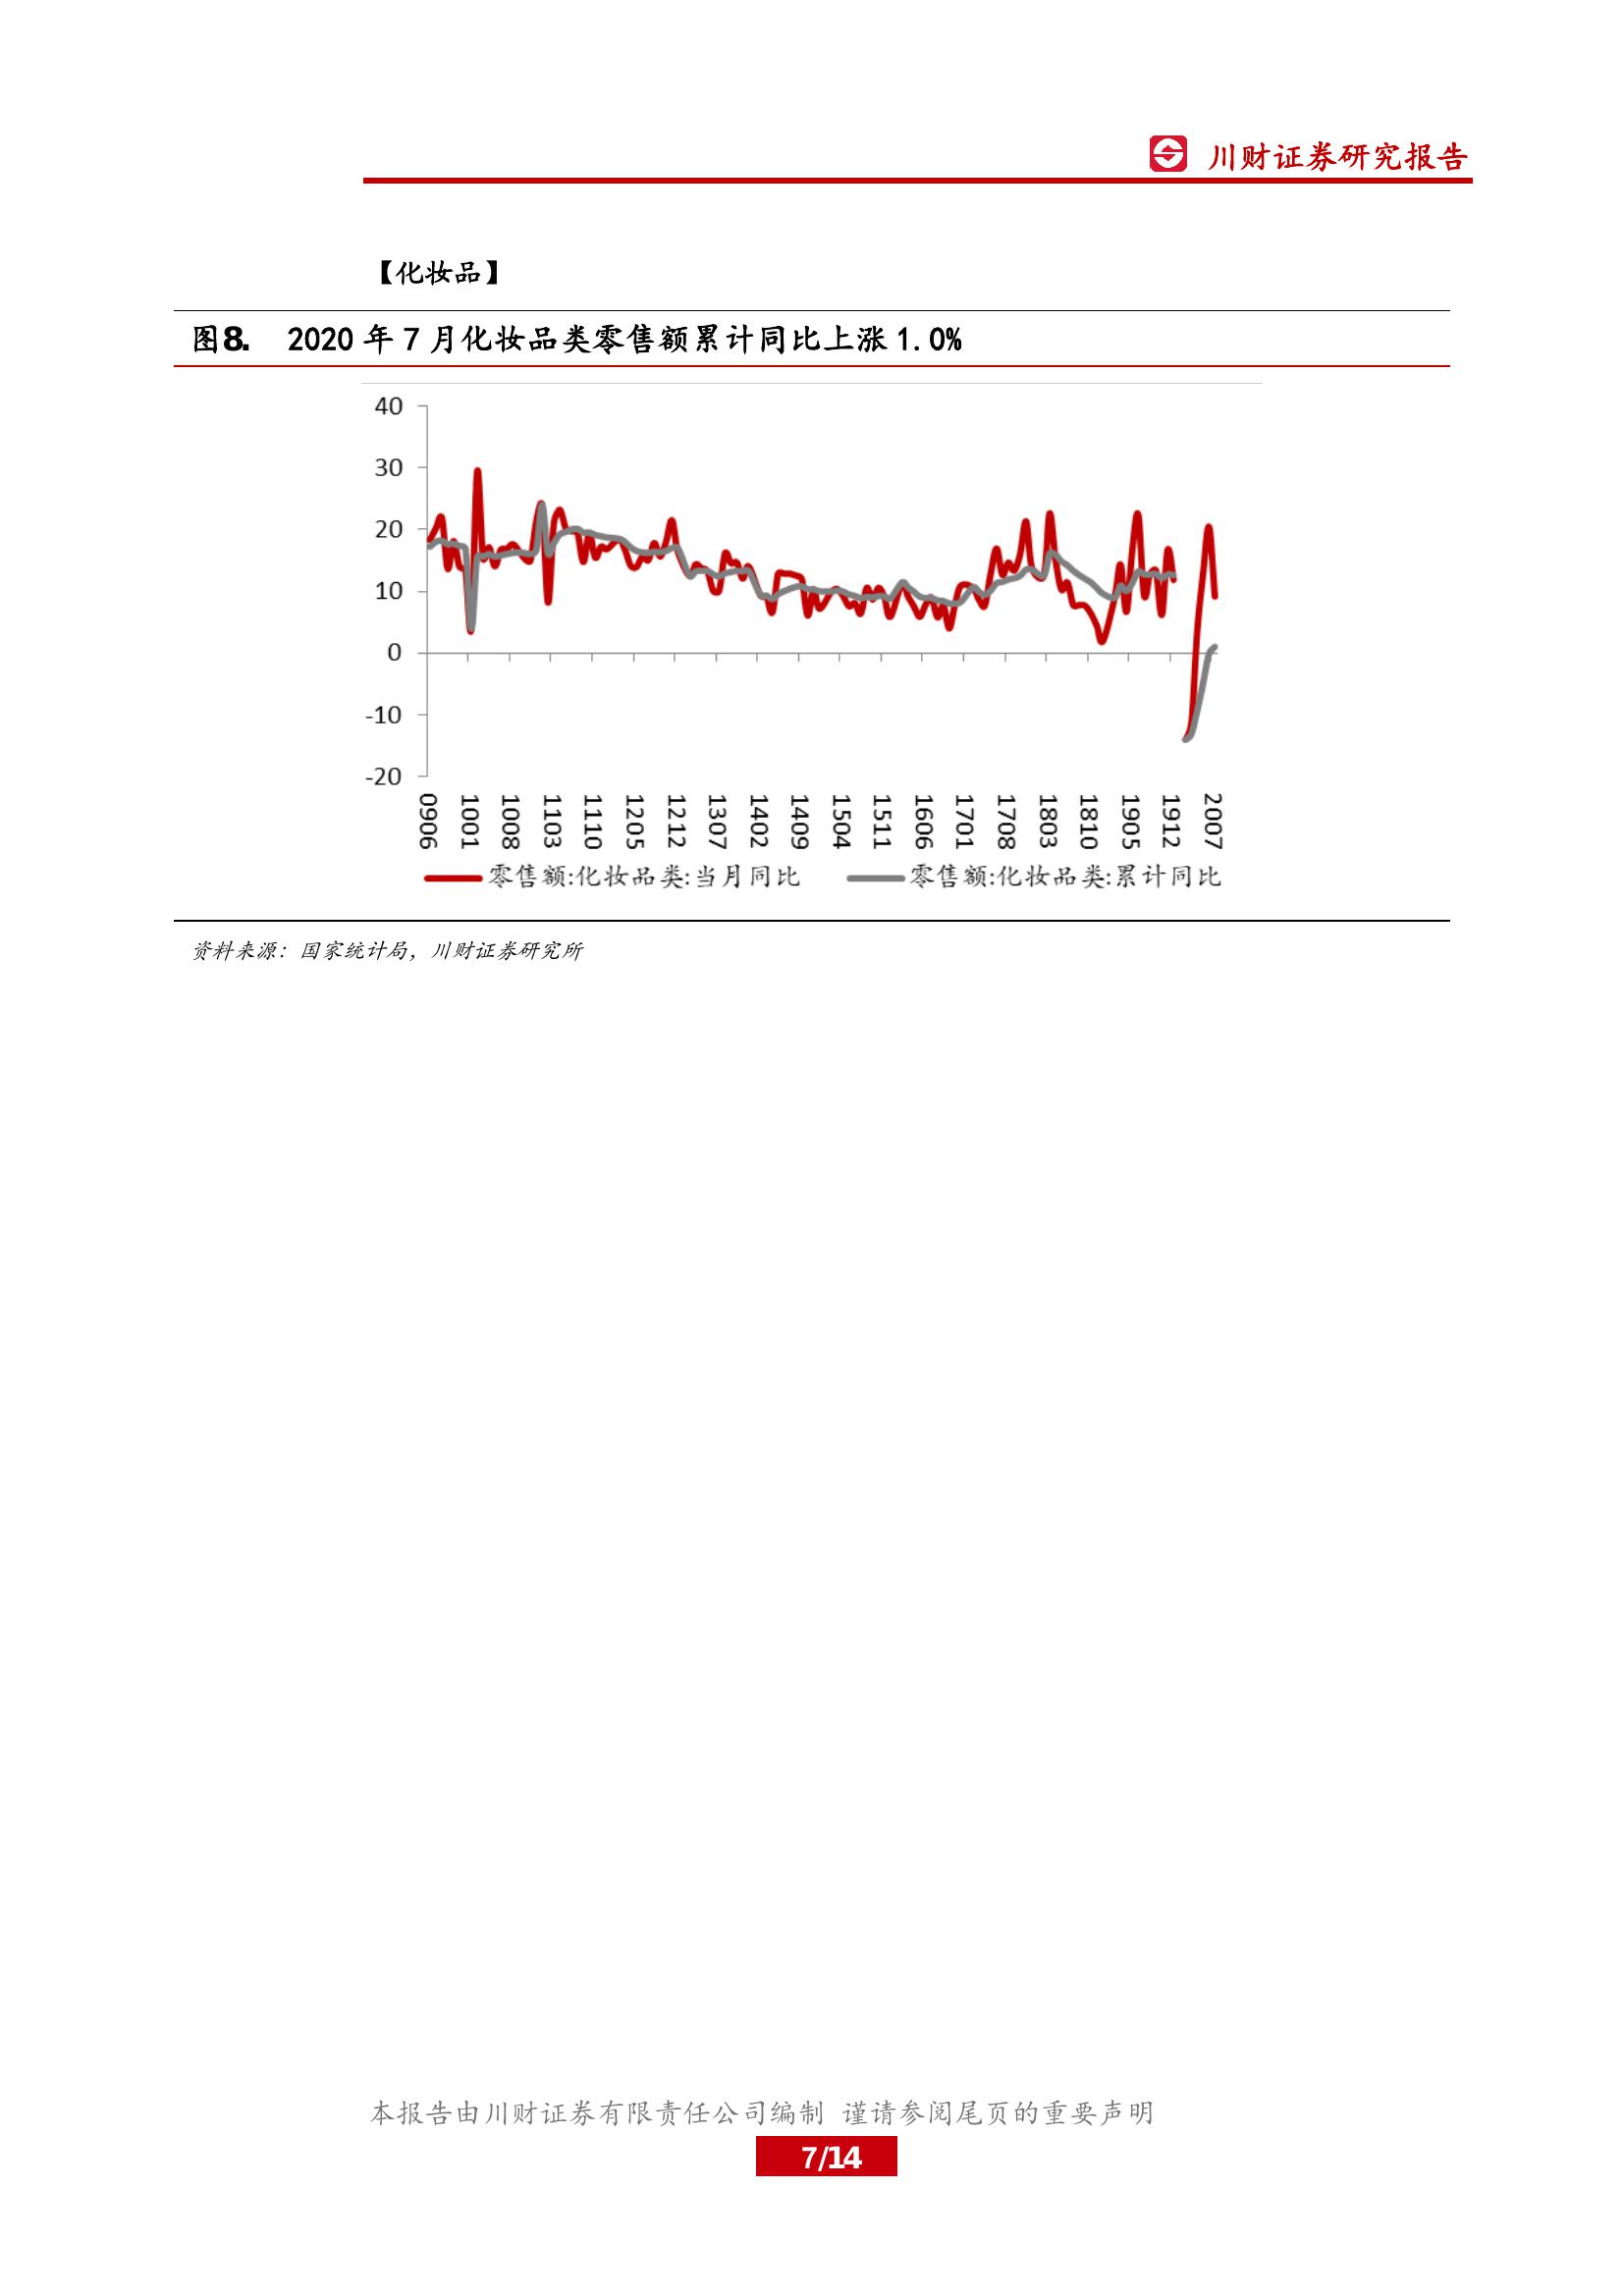 川财证券研究报告
【化妆品】
图8. 2020 年 7 月化妆品类零售额累计同比上涨 1.0%
40
30
20
10
0
-10
-20
0906 1001 1008 1103 1110 1205 1212 1307 1402 1409 1504 1511 1606 1701 1708 1803 1810 1905 1912 2007
零售额:化妆品类:当月同比 零售额:化妆品类:累计同比
资料来源：国家统计局，川财证券研究所
本报告由川财证券有限责任公司编制 谨请参阅尾页的重要声明
7/14